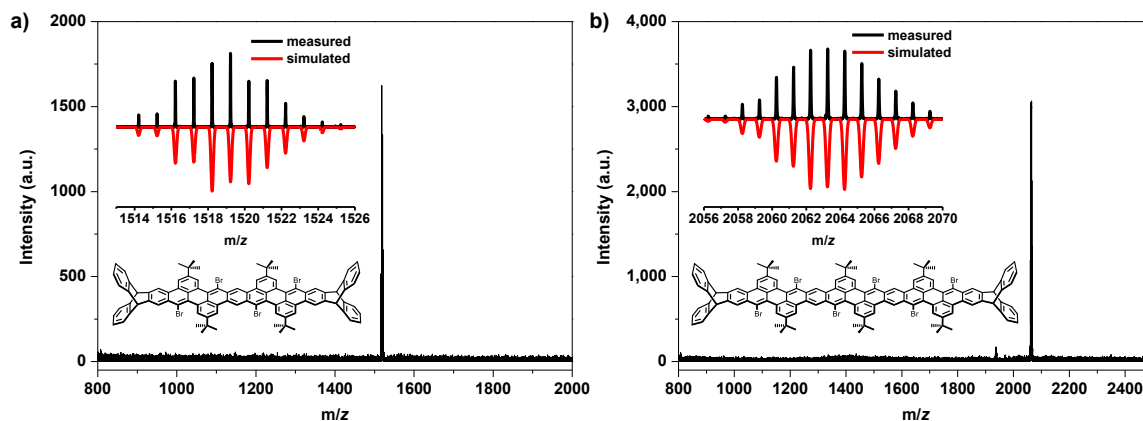 a)
2000
1500
1000
500
0
Intensity (a.u.)
measured
simulated
1514 1516 1518 1520 1522 1524 1526
m/z
Br
Br
Br
Br
800 1000 1200 1400 1600 1800 2000
m/z
b)
4,000
3,000
2,000
1,000
0
Intensity (a.u.)
measured
simulated
2056 2058 2060 2062 2064 2066 2068 2070
m/z
Br Br Br
Br Br Br
800 1000 1200 1400 1600 1800 2000 2200 2400
m/z